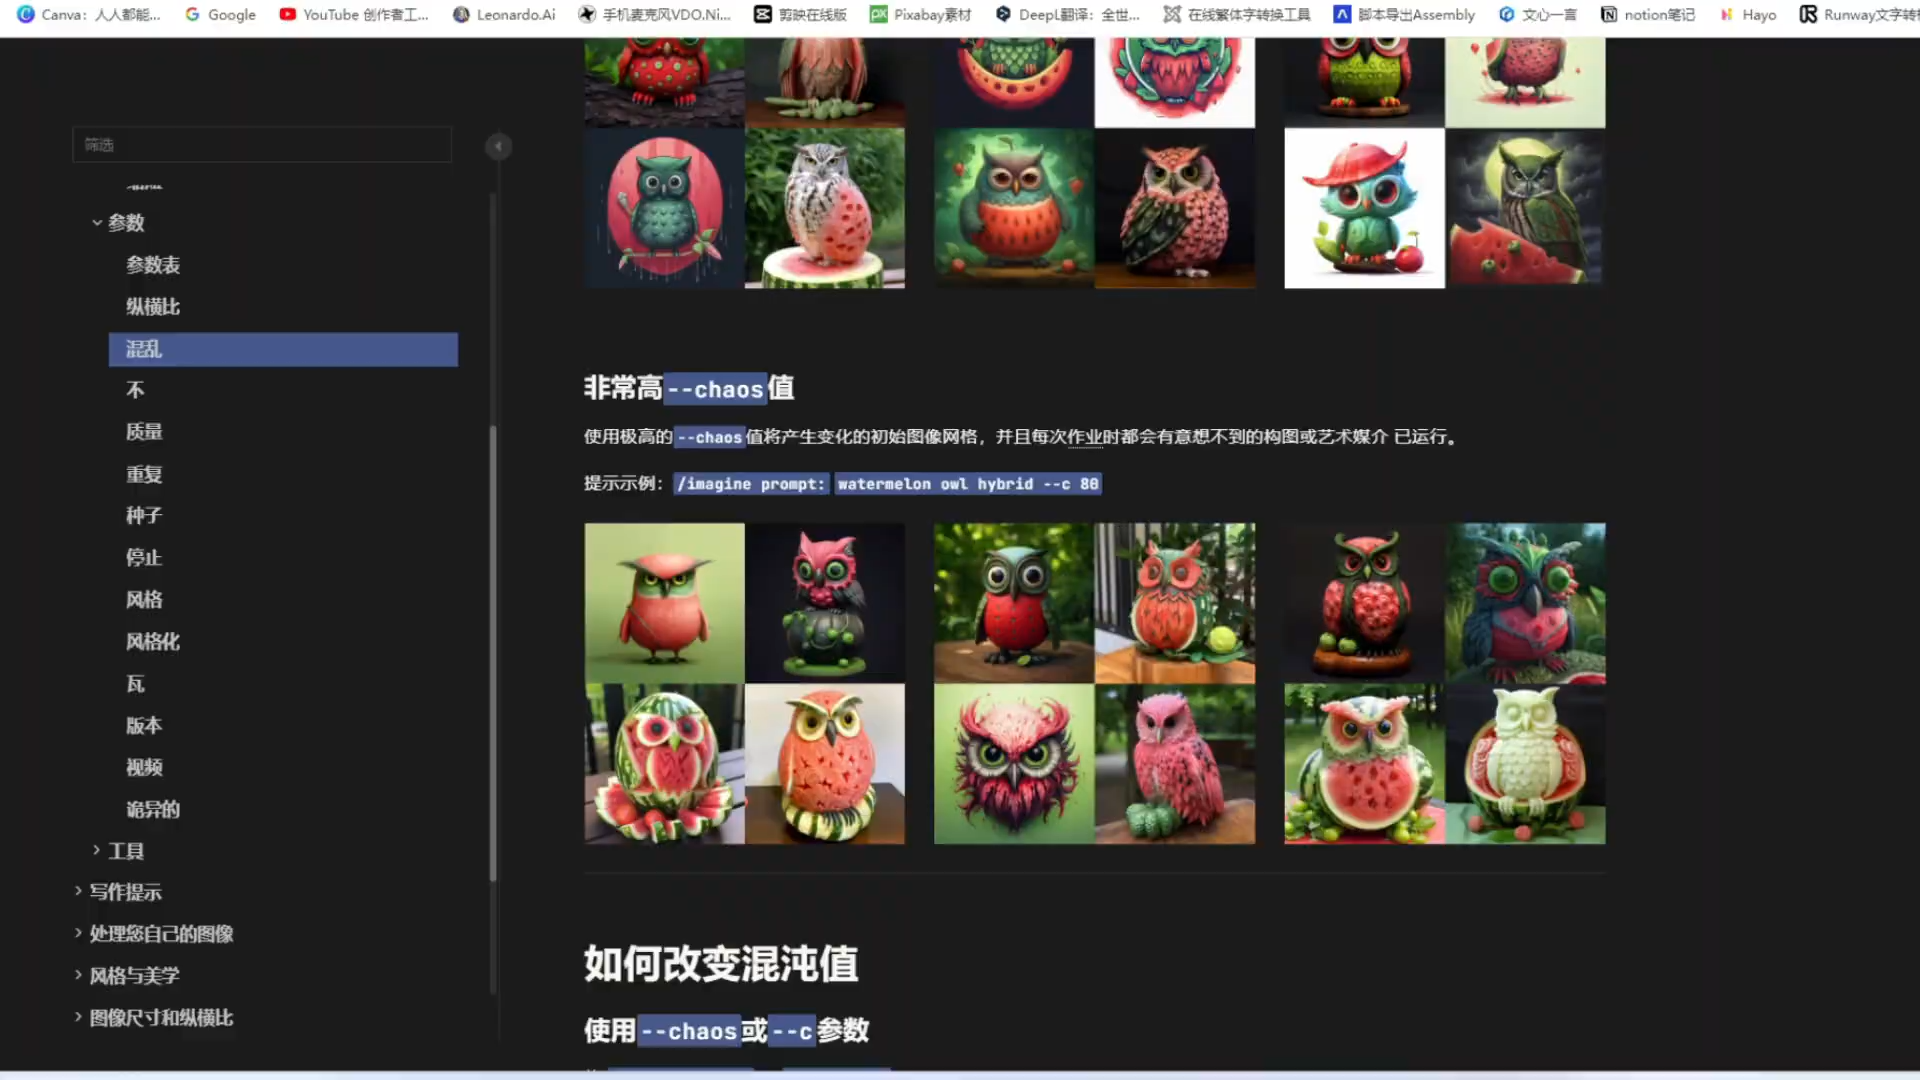 Canva：人人都能...
Google
YouTube 创作者工...
Leonardo.Ai
手机麦克风VDO.Ni...
剪映在线版
Pixabay素材
DeepL翻译：全世...
在线繁体字转换工具
脚本导出Assembly
文心一言
notion笔记
Hayo
Runway文字转
筛选
参数
参数表
纵横比
混乱
不
质量
重复
种子
停止
风格
风格化
瓦
版本
视频
诡异的
工具
写作提示
处理您自己的图像
风格与美学
图像尺寸和纵横比
非常高--chaos值
使用极高的--chaos值将产生变化的初始图像网格，并且每次作业时都会有意想不到的构图或艺术媒介 已运行。
提示示例：/imagine prompt: watermelon owl hybrid --c 80
如何改变混沌值
使用--chaos或--c参数